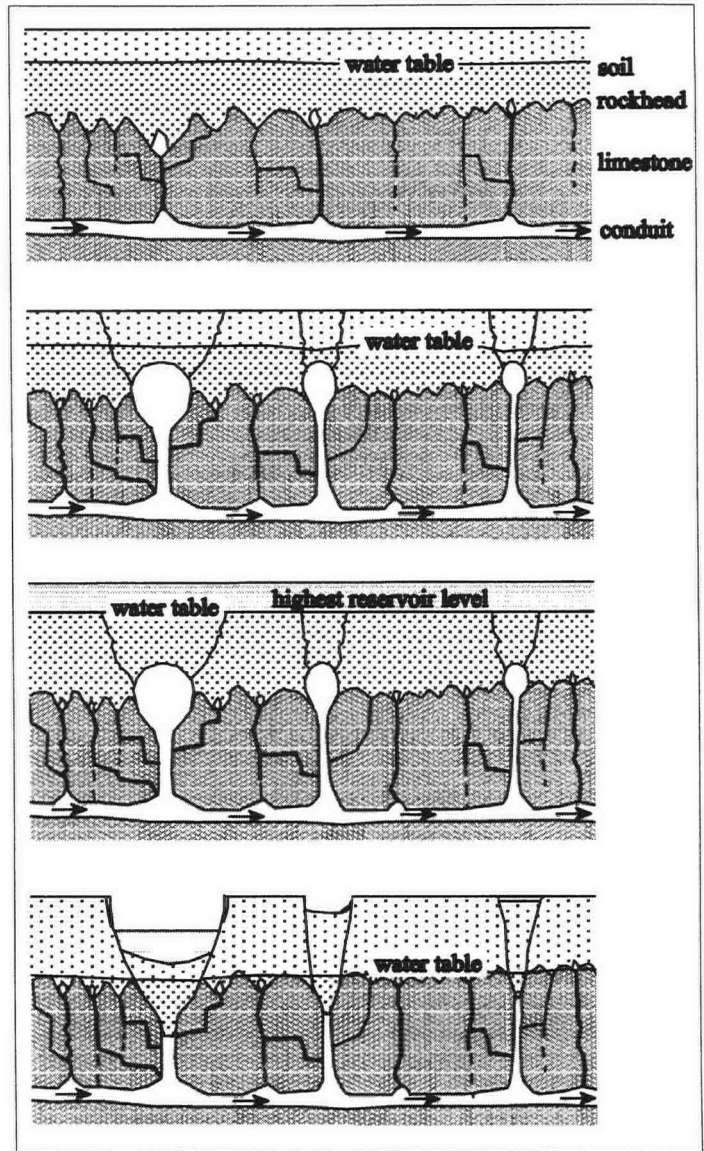 water table
soil
rockhead
limestone
conduit
water table
water table
highest reservoir level
water table